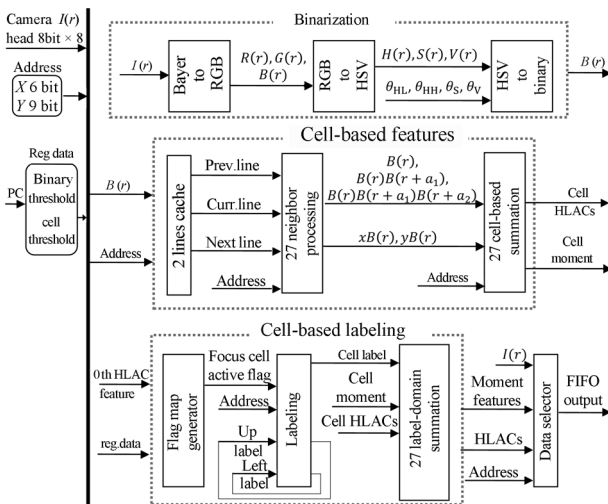 Camera I(r)
head 8bit × 8
Address
X 6 bit
Y 9 bit
Reg data
PC
Binary
threshold
cell
threshold
Binarization
I(r)
Bayer
to
RGB
R(r), G(r),
B(r)
RGB
to
HSV
H(r), S(r), V(r)
θHL, θHH, θS, θV
HSV
to
binary
B(r)
Cell-based features
B(r)
Address
2 lines cache
Prev.line
Curr.line
Next line
Address
27 neighbor
processing
B(r),
B(r)B(r + a₁),
B(r)B(r + a₁)B(r + a₂)
xB(r), yB(r)
Address
27 cell-based
summation
Cell
HLACs
Cell
moment
Cell-based labeling
0th HLAC
feature
reg.data
Flag map
generator
Focus cell
active flag
Address
Up
label
Left
label
Labeling
Cell label
Cell
moment
Cell HLACs
27 label-domain
summation
I(r)
Moment
features
HLACs
Address
Data selector
FIFO
output